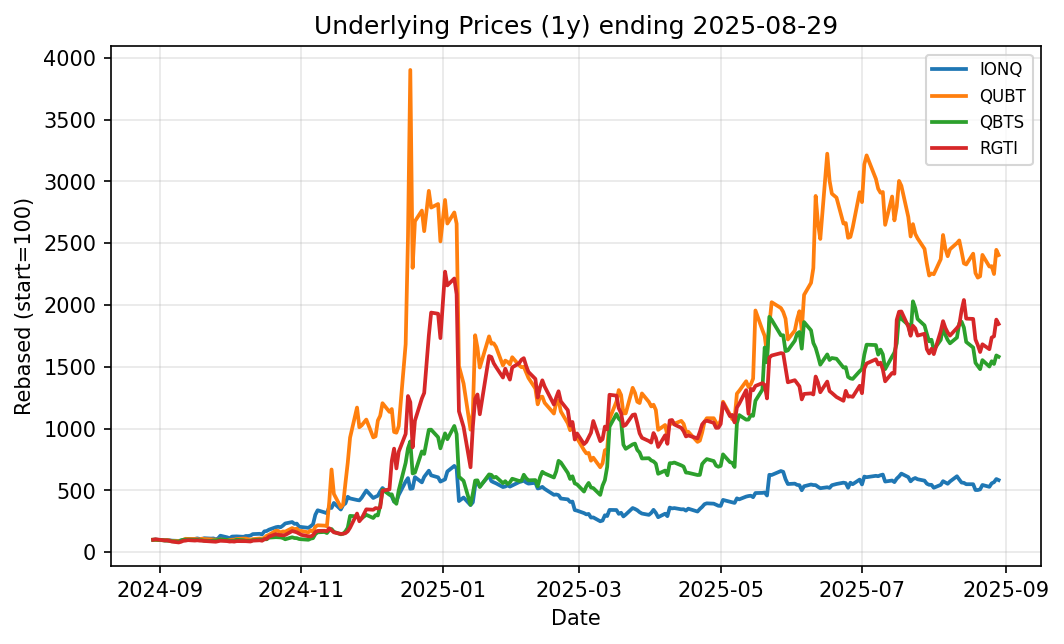 Underlying Prices (1y) ending 2025-08-29
4000
3500
3000
2500
2000
1500
1000
500
0
Rebased (start=100)
IONQ
QUBT
QBTS
RGTI
2024-09
2024-11
2025-01
2025-03
2025-05
2025-07
2025-09
Date